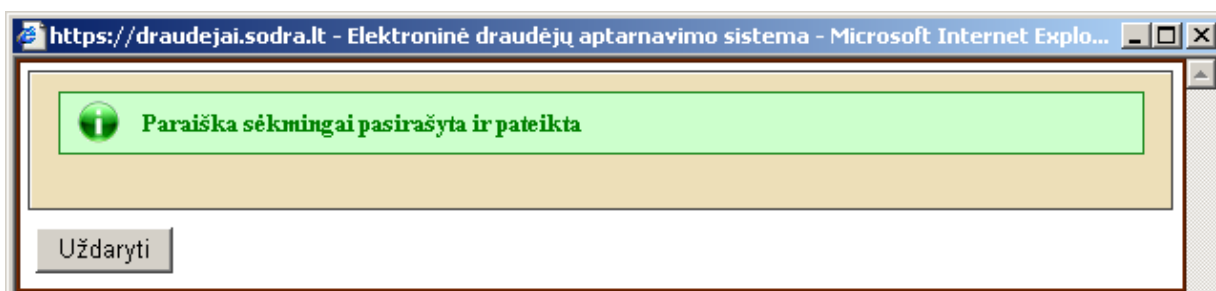 https://draudejai.sodra.lt - Elektroninė draudėjų aptarnavimo sistema - Microsoft Internet Explo...
Paraiška sėkmingai pasirašyta ir pateikta
Uždaryti